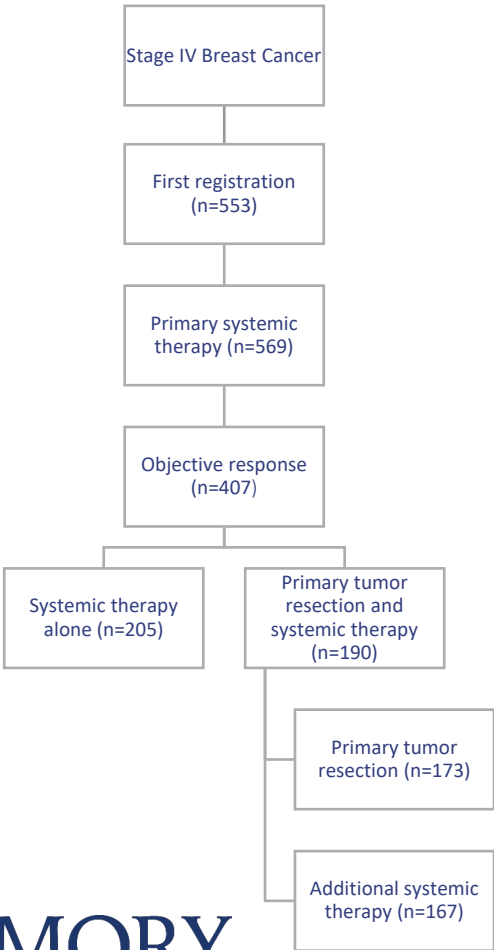 Stage IV Breast Cancer
First registration
(n=553)
Primary systemic
therapy (n=569)
Objective response
(n=407)
Systemic therapy
alone (n=205)
Primary tumor
resection and
systemic therapy
(n=190)
Primary tumor
resection (n=173)
Additional systemic
therapy (n=167)
MORY